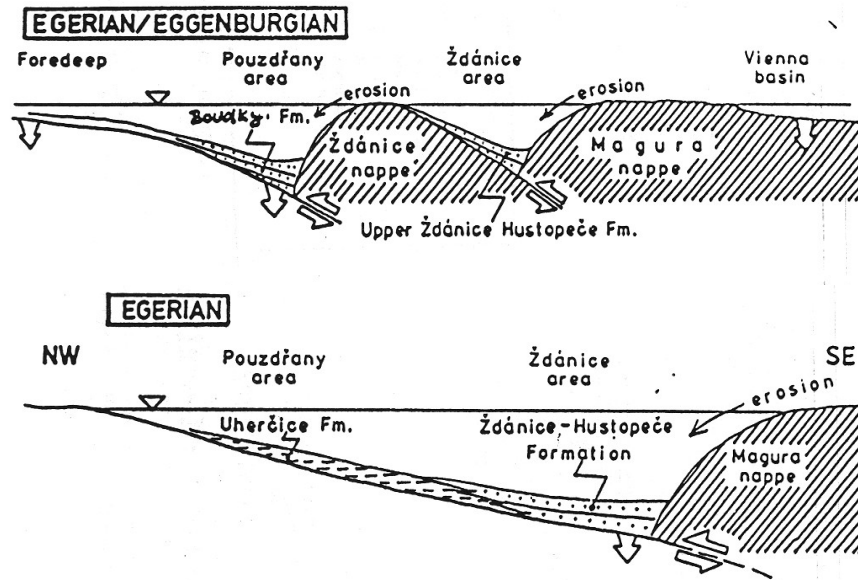 EGERIAN/EGGENBURGIAN
Foredeep
Pouzdřany
area
Ždánice
area
Vienna
basin
erosion
erosion
Boudky. Fm.
Ždánice
nappe
Magura
nappe
Upper Ždánice Hustopeče Fm.
EGERIAN
NW
Pouzdřany
area
Ždánice
area
SE
erosion
Uherčice Fm.
Ždánice-Hustopeče
Formation
Magura
nappe